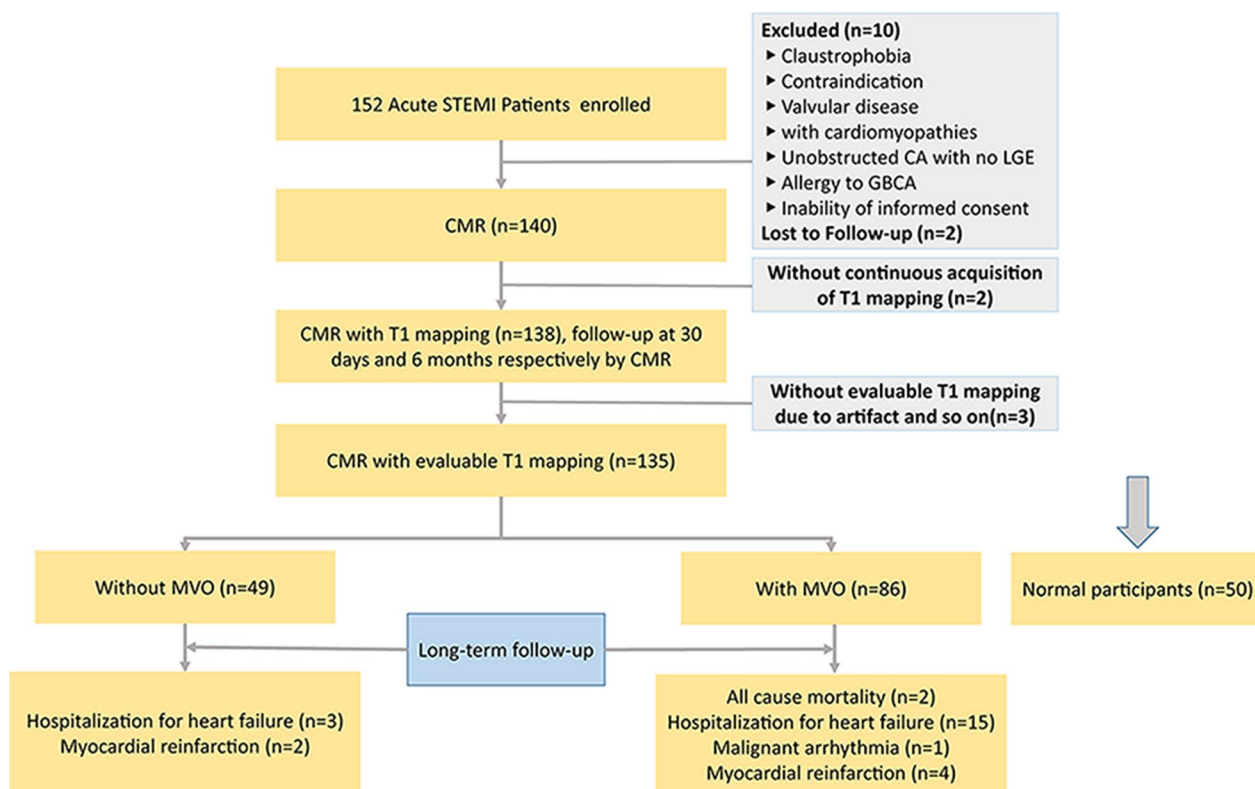 152 Acute STEMI Patients enrolled
Excluded (n=10)
▸ Claustrophobia
▸ Contraindication
▸ Valvular disease
▸ with cardiomyopathies
▸ Unobstructed CA with no LGE
▸ Allergy to GBCA
▸ Inability of informed consent
Lost to Follow-up (n=2)
CMR (n=140)
Without continuous acquisition
of T1 mapping (n=2)
CMR with T1 mapping (n=138), follow-up at 30
days and 6 months respectively by CMR
Without evaluable T1 mapping
due to artifact and so on(n=3)
CMR with evaluable T1 mapping (n=135)
Without MVO (n=49)
With MVO (n=86)
Normal participants (n=50)
Long-term follow-up
Hospitalization for heart failure (n=3)
Myocardial reinfarction (n=2)
All cause mortality (n=2)
Hospitalization for heart failure (n=15)
Malignant arrhythmia (n=1)
Myocardial reinfarction (n=4)